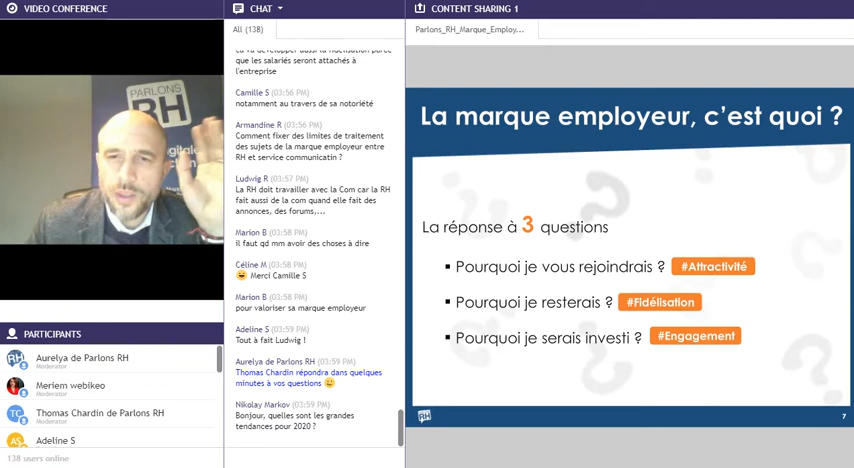 VIDEO CONFERENCE
PARLONS
RH
PARTICIPANTS
RH
Aurelya de Parlons RH
Moderator
Meriem webikeo
Moderator
TC
Thomas Chardin de Parlons RH
Moderator
AS
Adeline S
138 users online
CHAT
All (138)
ça va développer aussi la fidélisation parce
que les salariés seront attachés à
l'entreprise
Camille S (03:56 PM)
notamment au travers de sa notoriété
Armandine R (03:56 PM)
Comment fixer des limites de traitement
des sujets de la marque employeur entre
RH et service communicatin ?
Ludwig R (03:57 PM)
La RH doit travailler avec la Com car la RH
fait aussi de la com quand elle fait des
annonces, des forums,...
Marion B (03:58 PM)
il faut qd mm avoir des choses à dire
Céline M (03:58 PM)
Merci Camille S
Marion B (03:58 PM)
pour valoriser sa marque employeur
Adeline S (03:59 PM)
Tout à fait Ludwig !
Aurelya de Parlons RH (03:59 PM)
Thomas Chardin répondra dans quelques
minutes à vos questions
Nikolay Markov (03:59 PM)
Bonjour, quelles sont les grandes
tendances pour 2020 ?
CONTENT SHARING 1
Parlons_RH_Marque_Employ...
La marque employeur, c'est quoi ?
La réponse à 3 questions
▪ Pourquoi je vous rejoindrais ? #Attractivité
▪ Pourquoi je resterais ? #Fidélisation
▪ Pourquoi je serais investi ? #Engagement
RH
7